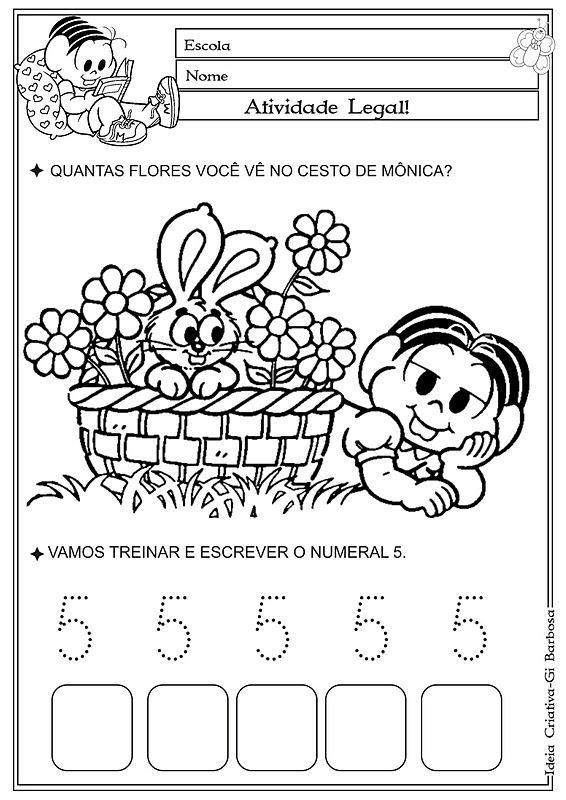 Escola
Nome
Atividade Legal!
QUANTAS FLORES VOCÊ VÊ NO CESTO DE MÔNICA?
VAMOS TREINAR E ESCREVER O NUMERAL 5.
5 5 5 5 5
Ideia Criativa-Gi Barbosa